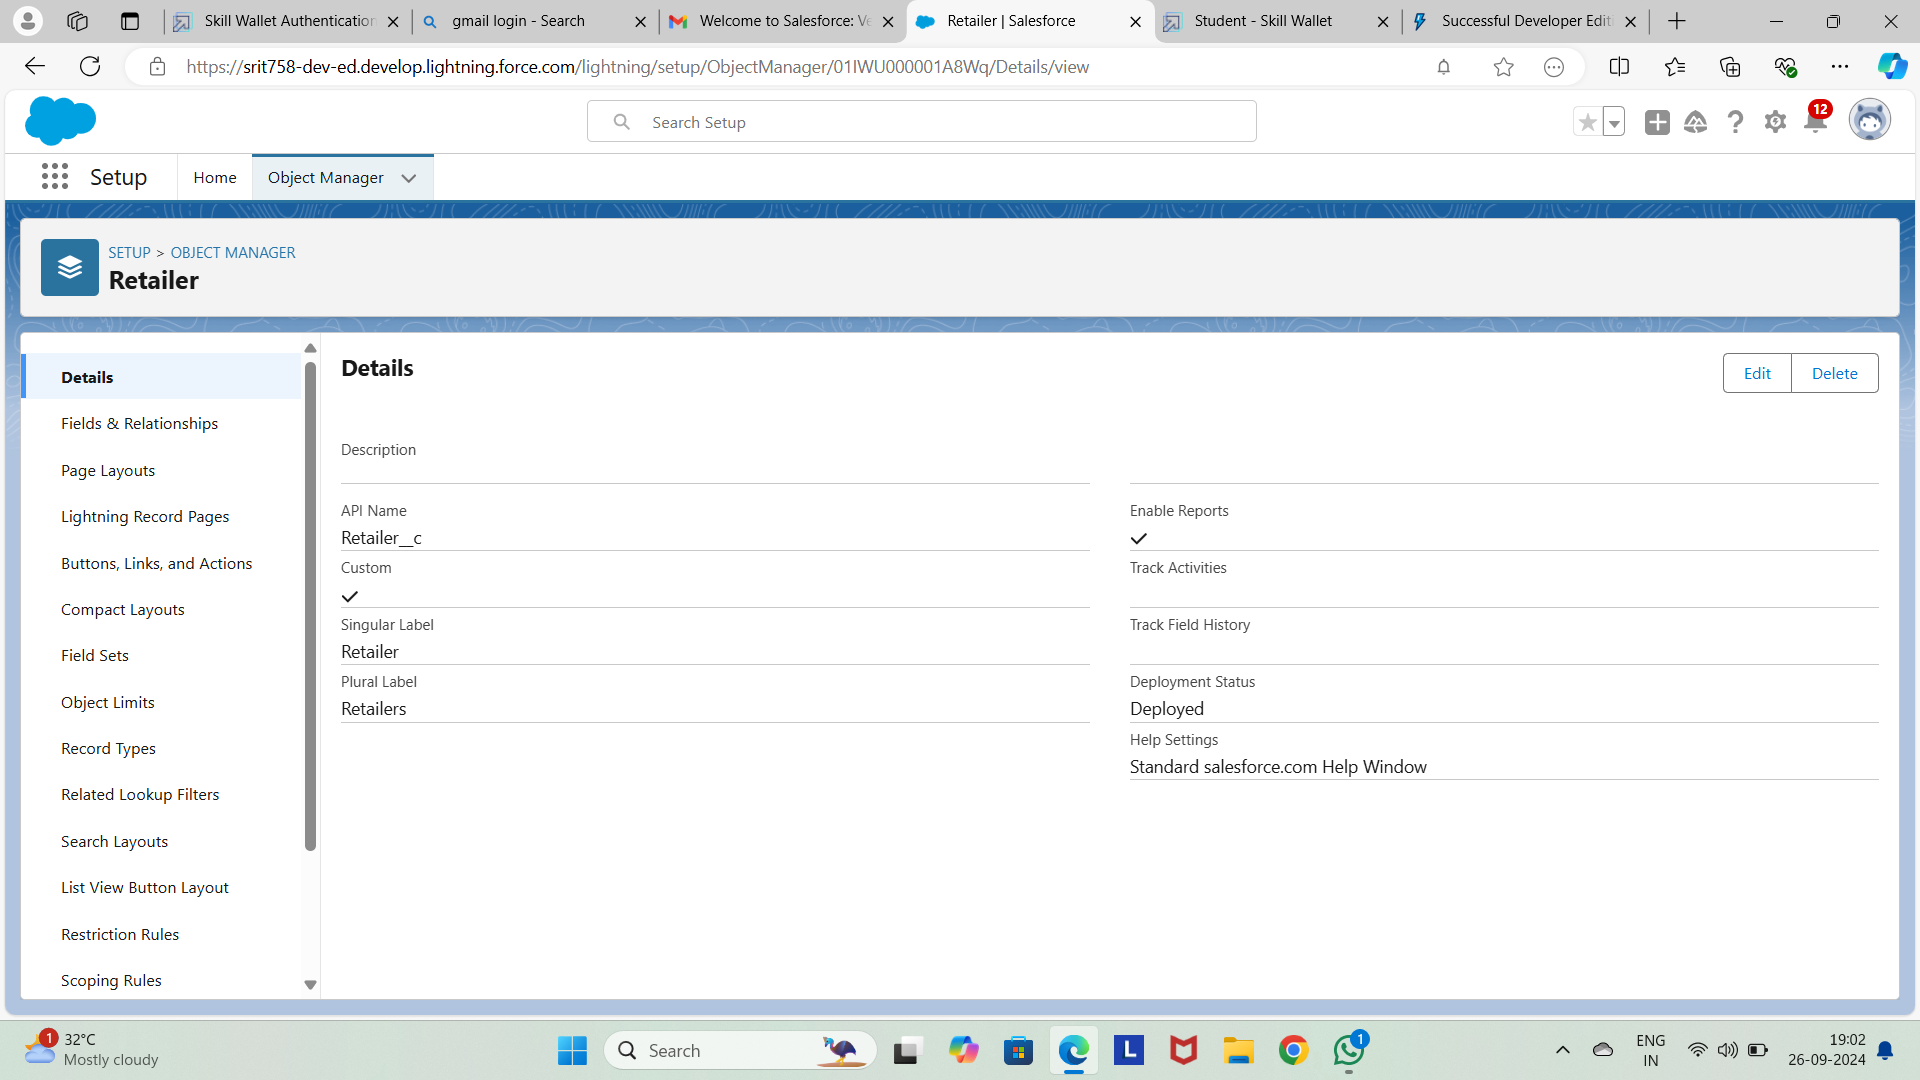 Skill Wallet Authentication
gmail login - Search
Welcome to Salesforce: Ve
Retailer | Salesforce
Student - Skill Wallet
Successful Developer Editi
https://srit758-dev-ed.develop.lightning.force.com/lightning/setup/ObjectManager/01IWU000001A8Wq/Details/view
Search Setup
12
Setup
Home
Object Manager
SETUP > OBJECT MANAGER
Retailer
Details
Fields & Relationships
Page Layouts
Lightning Record Pages
Buttons, Links, and Actions
Compact Layouts
Field Sets
Object Limits
Record Types
Related Lookup Filters
Search Layouts
List View Button Layout
Restriction Rules
Scoping Rules
Details
Edit
Delete
Description
API Name
Retailer__c
Custom
Singular Label
Retailer
Plural Label
Retailers
Enable Reports
Track Activities
Track Field History
Deployment Status
Deployed
Help Settings
Standard salesforce.com Help Window
1
32°C
Mostly cloudy
Search
L
1
ENG
IN
19:02
26-09-2024